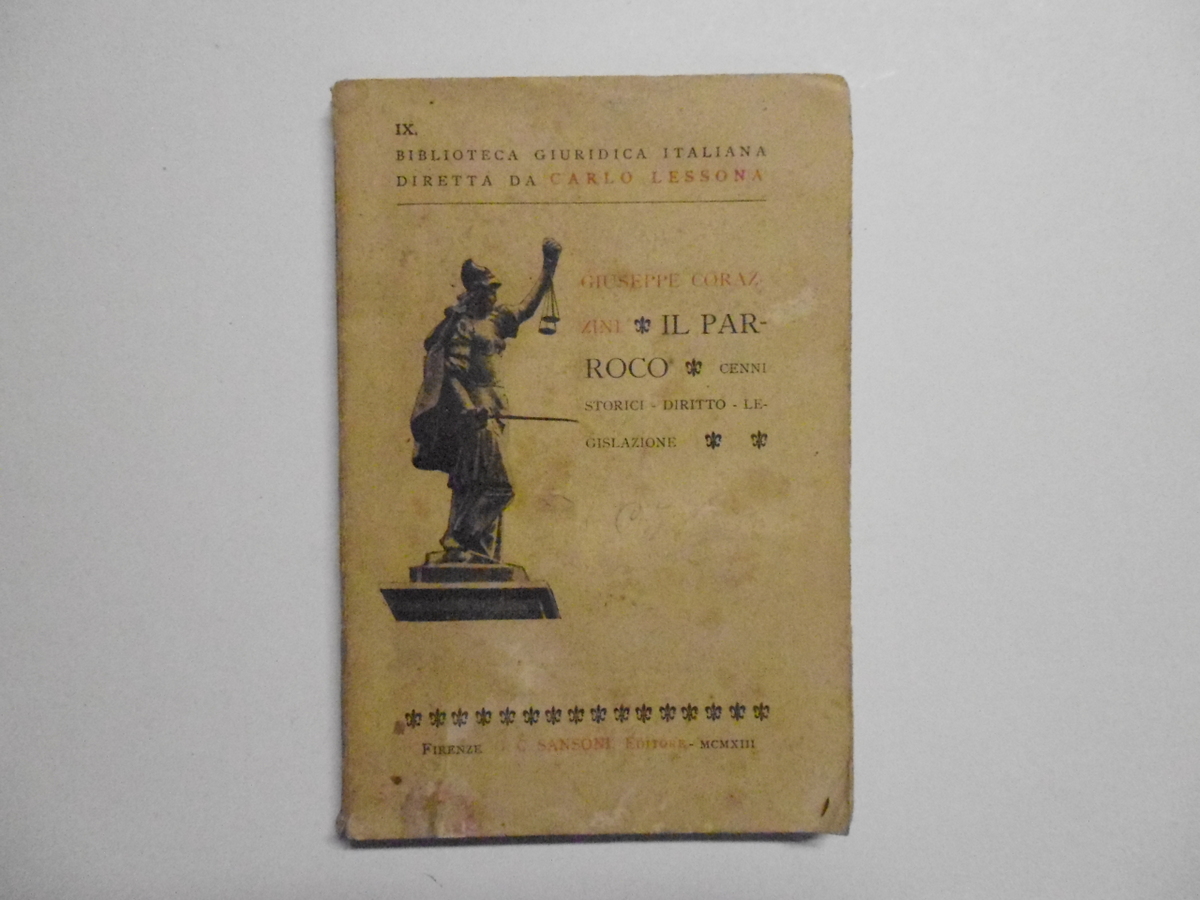 IX.
BIBLIOTECA GIURIDICA ITALIANA
DIRETTA DA CARLO LESSONA
GIUSEPPE CORAZ-
ZINI IL PAR-
ROCO CENNI
STORICI - DIRITTO - LE-
GISLAZIONE
FIRENZE C. SANSONI EDITORE - MCMXIII